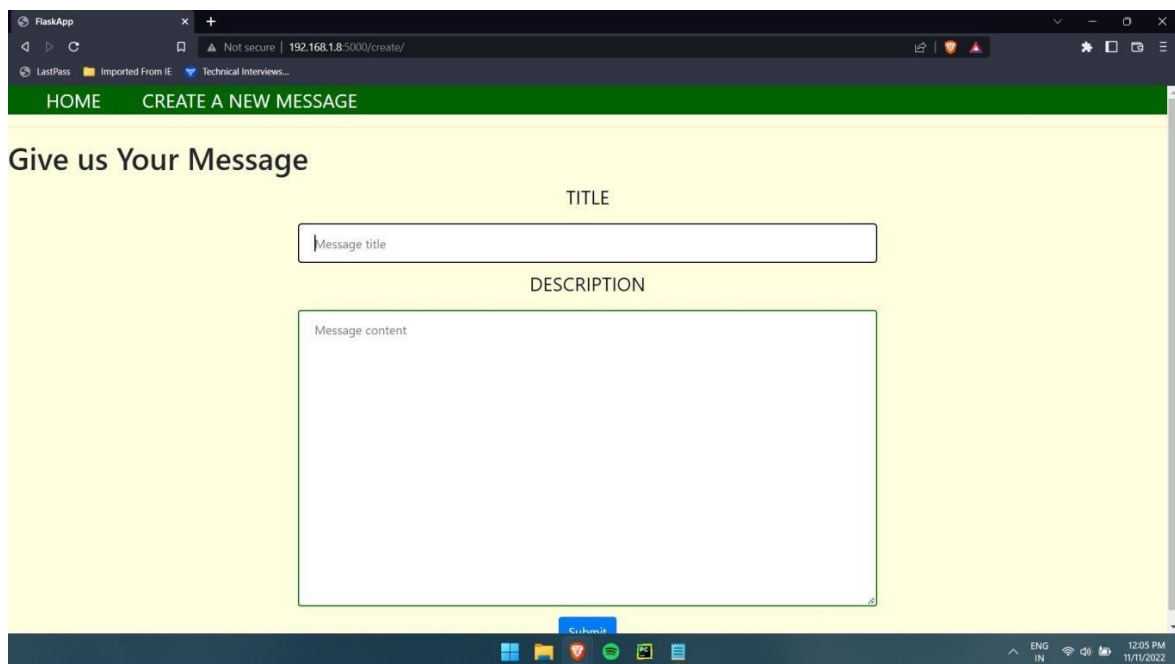 FlaskApp
Not secure | 192.168.1.8:5000/create/
LastPass Imported From IE Technical Interviews...
HOME CREATE A NEW MESSAGE
Give us Your Message
TITLE
Message title
DESCRIPTION
Message content
Submit
ENG 12:05 PM
IN 11/11/2022